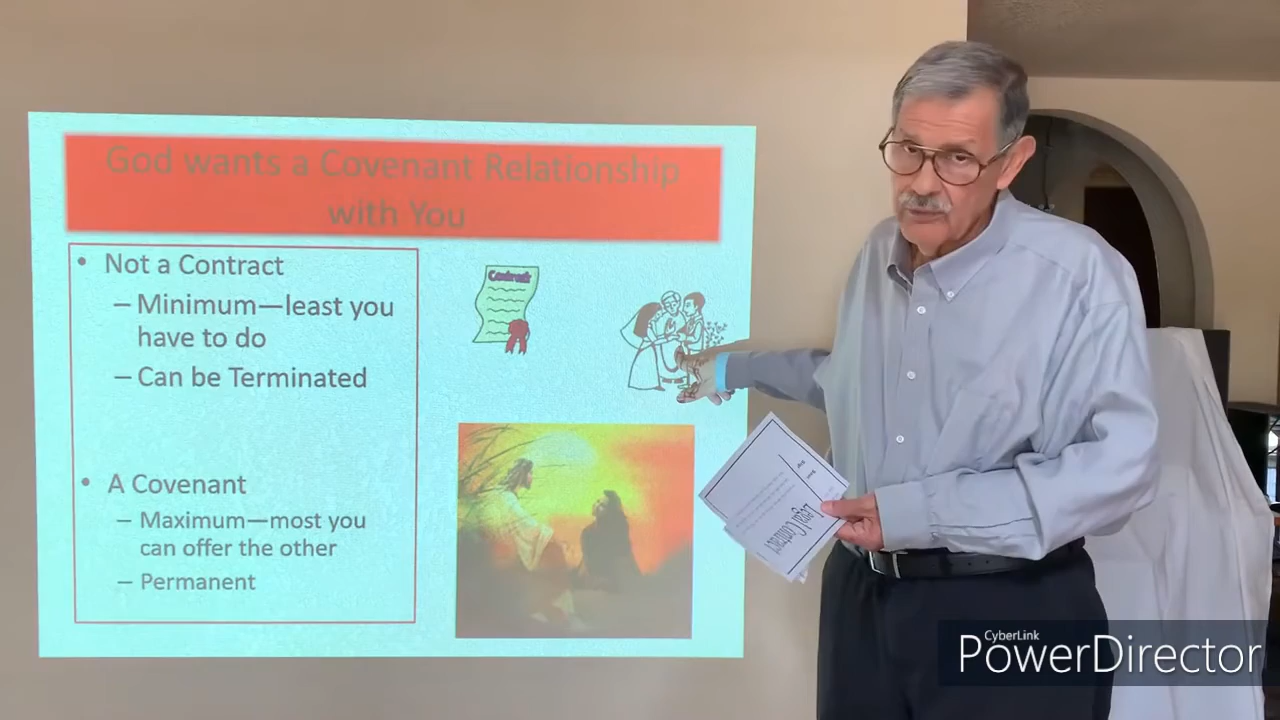 God wants a Covenant Relationship
with You
• Not a Contract
– Minimum—least you
have to do
– Can be Terminated
• A Covenant
– Maximum—most you
can offer the other
– Permanent
Contract
Legal Contract
CyberLink
PowerDirector